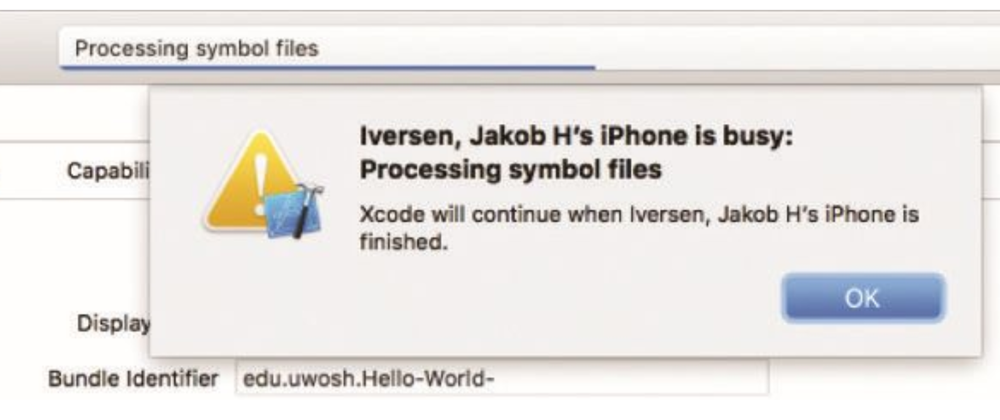 Processing symbol files
Iversen, Jakob H’s iPhone is busy:
Processing symbol files
Capabili
Xcode will continue when Iversen, Jakob H’s iPhone is
finished.
OK
Display
Bundle Identifier edu.uwosh.Hello-World-